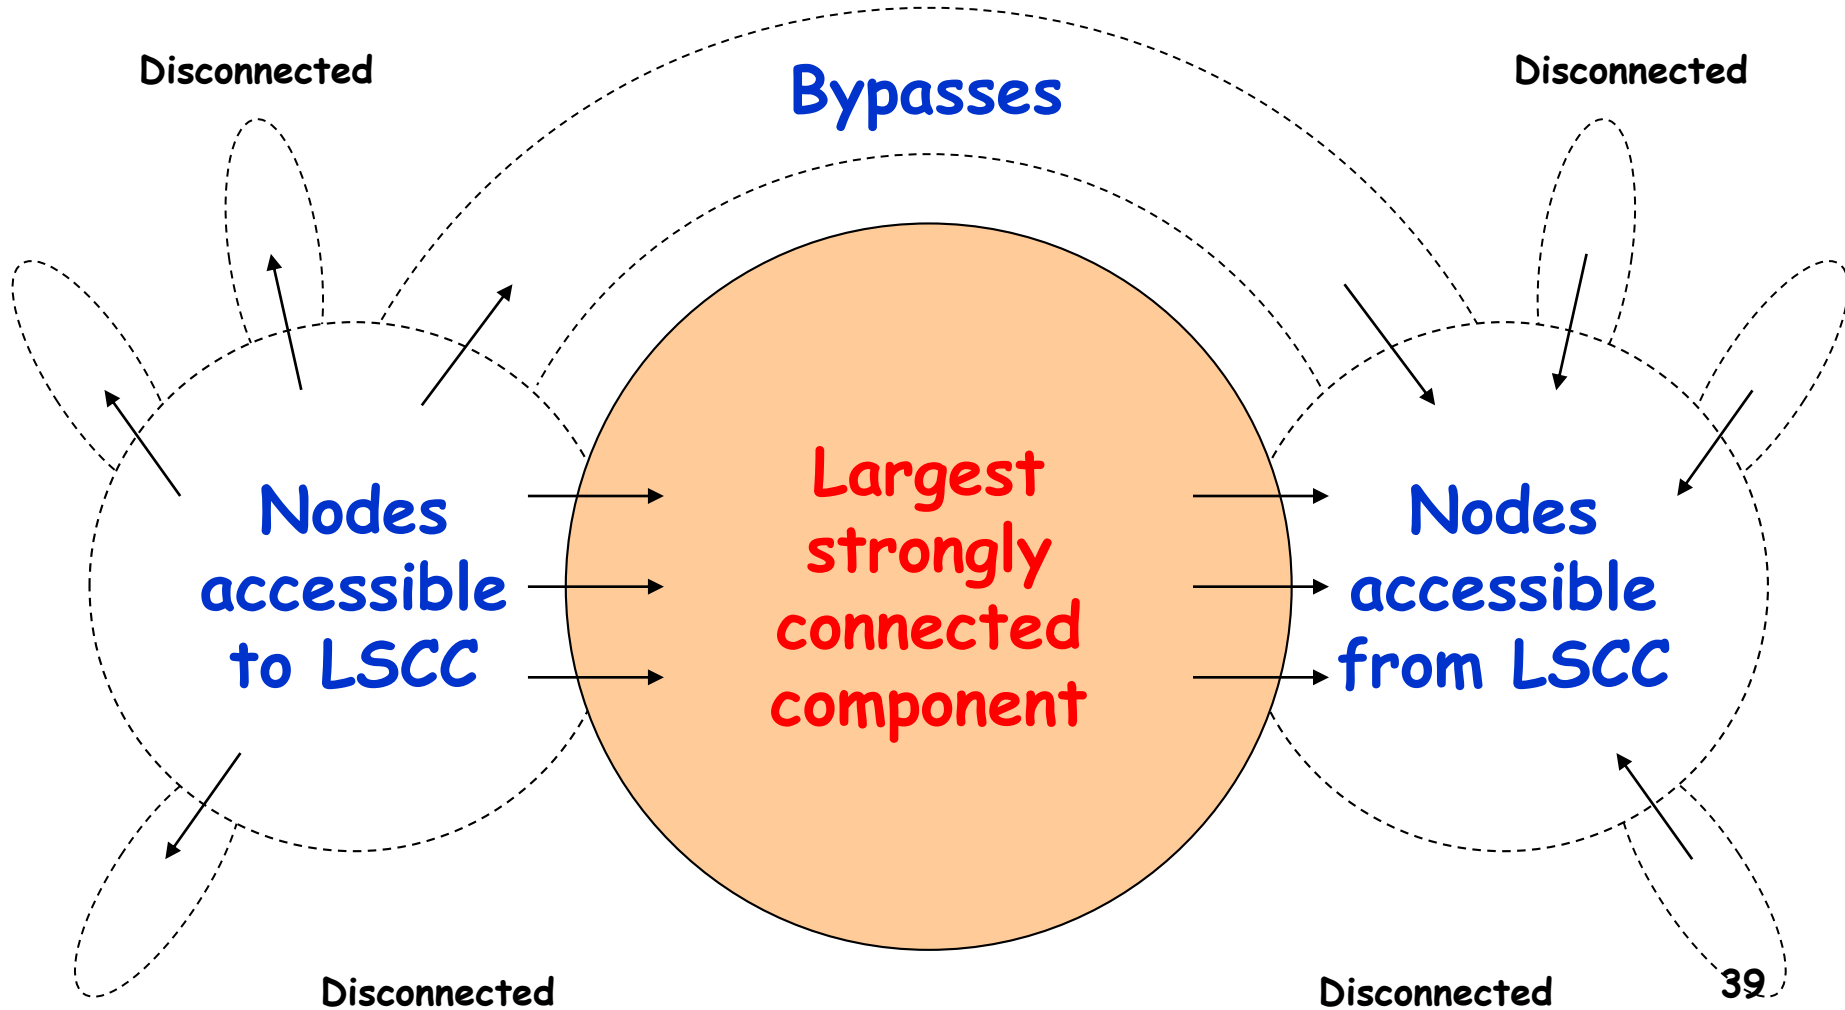 Disconnected
Disconnected
Bypasses
Nodes
accessible
to LSCC
Largest
strongly
connected
component
Nodes
accessible
from LSCC
Disconnected
Disconnected
39